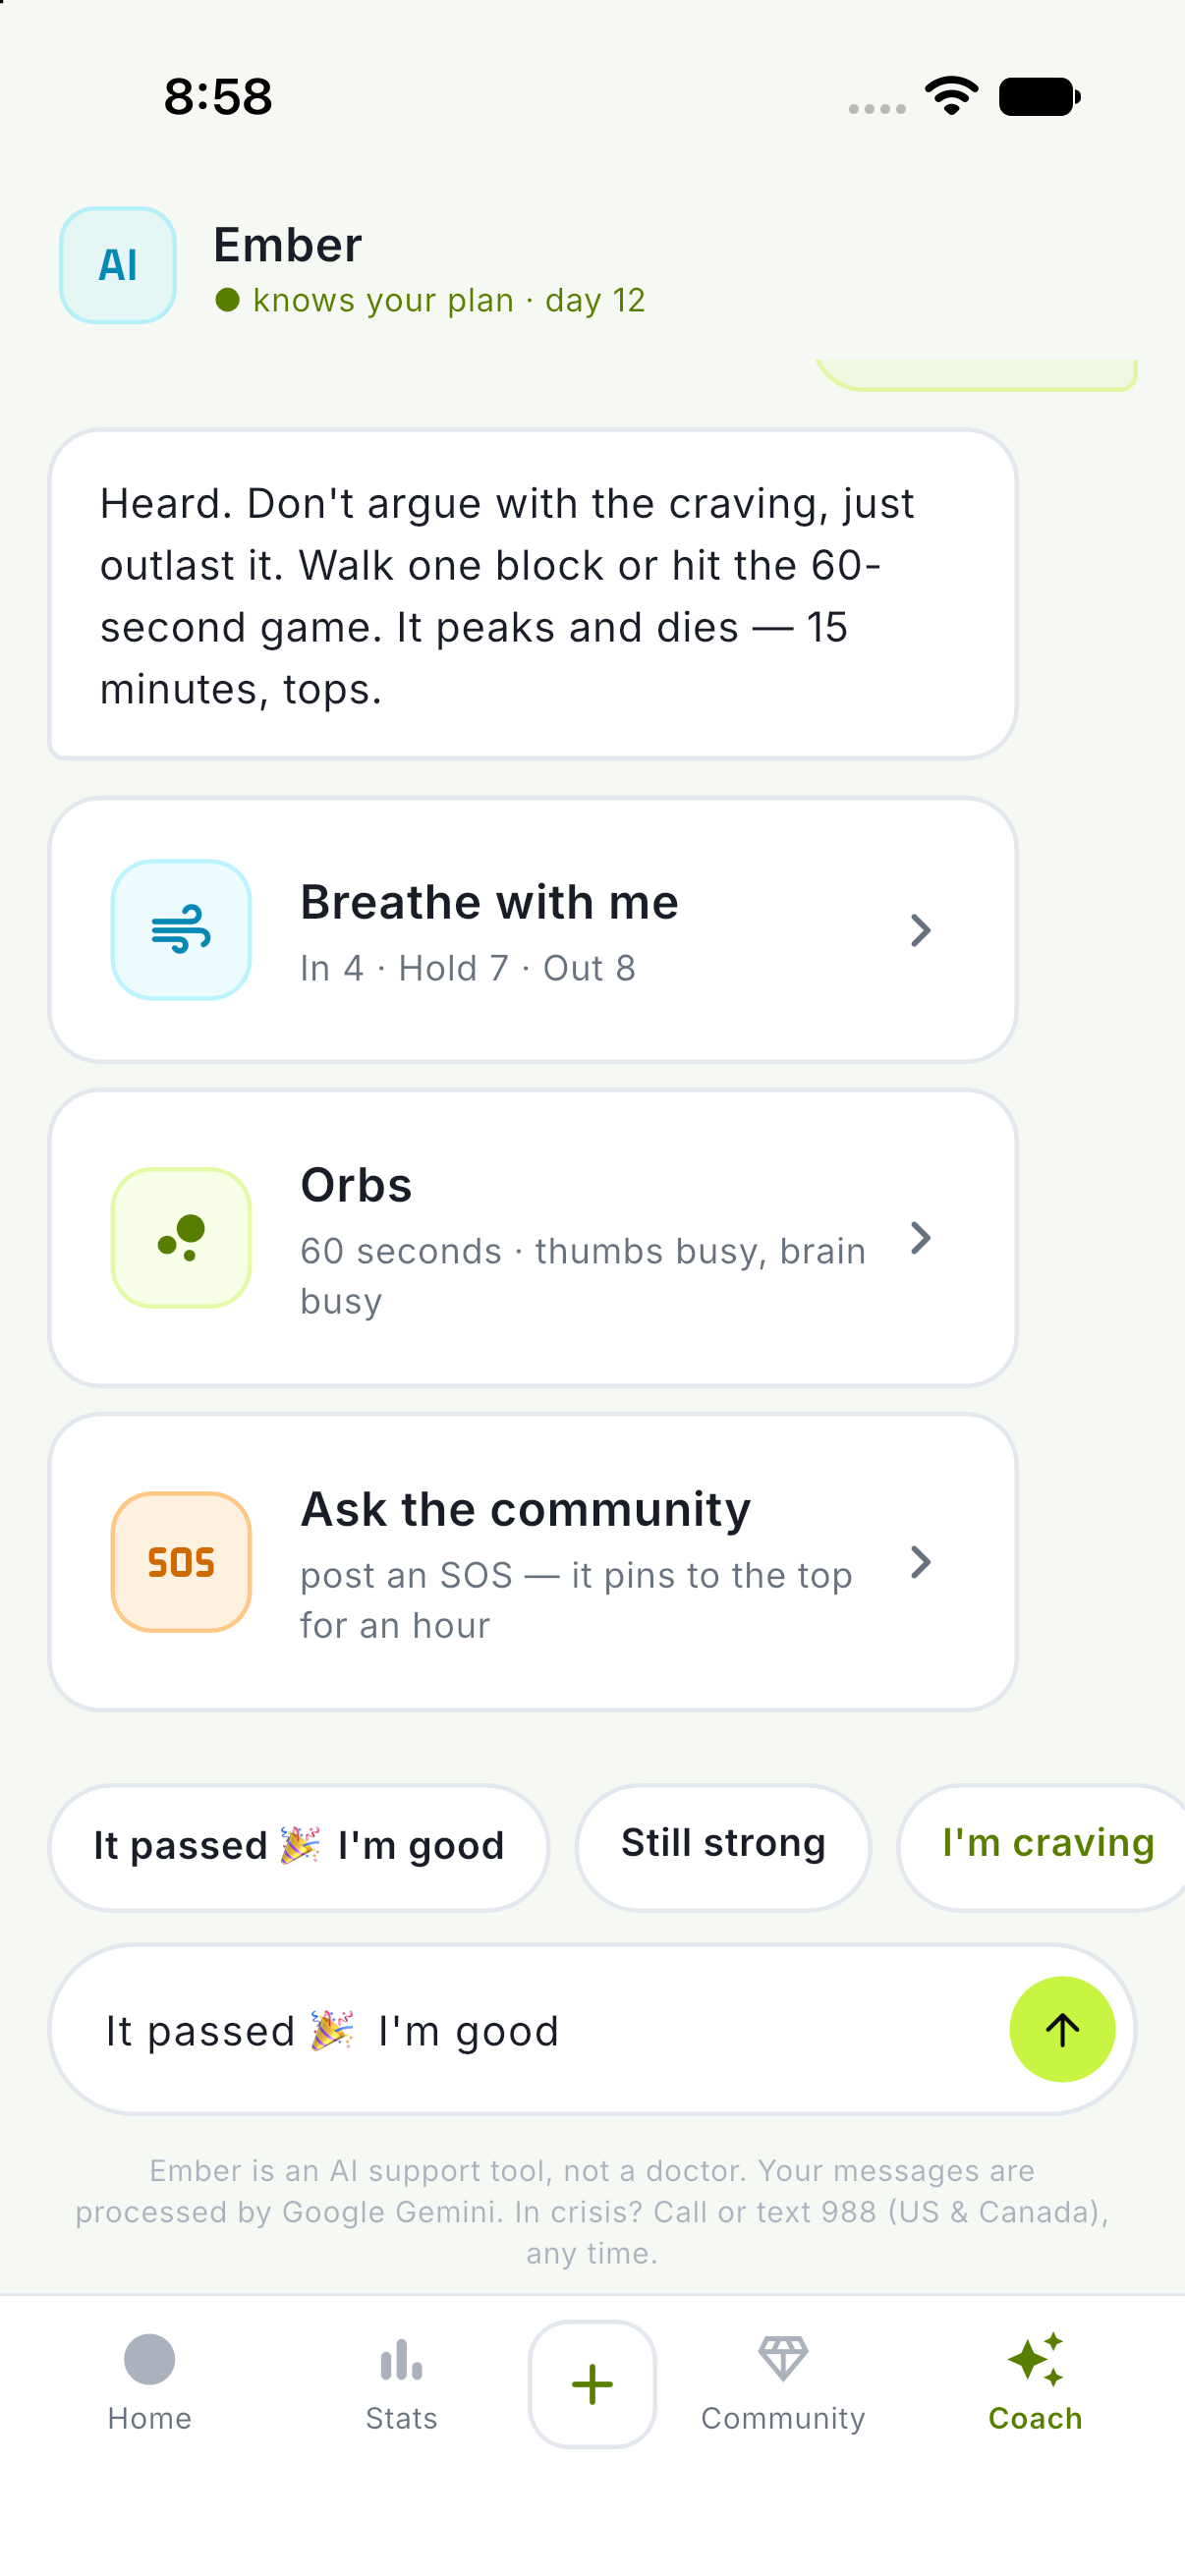 8:58
AI
Ember
knows your plan · day 12
Heard. Don't argue with the craving, just
outlast it. Walk one block or hit the 60-
second game. It peaks and dies — 15
minutes, tops.
Breathe with me
In 4 · Hold 7 · Out 8
Orbs
60 seconds · thumbs busy, brain
busy
SOS
Ask the community
post an SOS — it pins to the top
for an hour
It passed 🎉 I'm good
Still strong
I'm craving
It passed 🎉 I'm good
Ember is an AI support tool, not a doctor. Your messages are
processed by Google Gemini. In crisis? Call or text 988 (US & Canada),
any time.
Home
Stats
Community
Coach